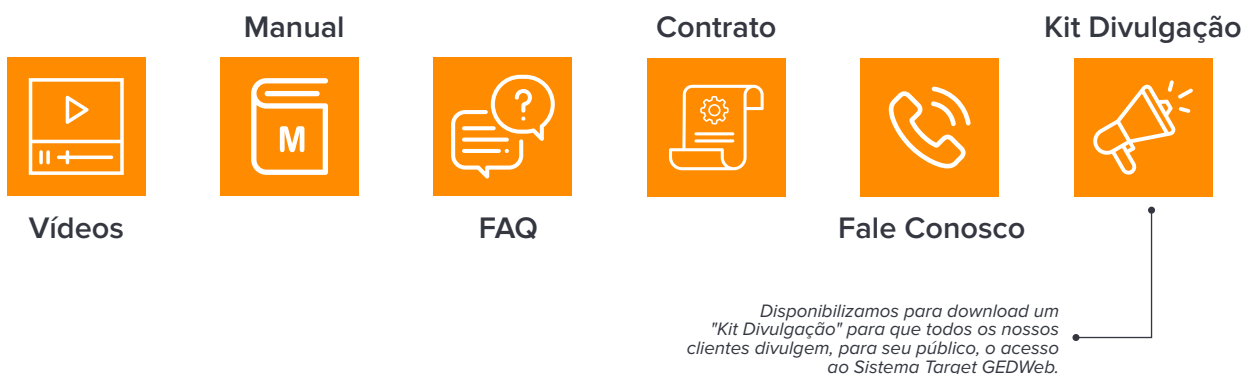 Manual
Contrato
Kit Divulgação
M
?
Vídeos
FAQ
Fale Conosco
Disponibilizamos para download um
"Kit Divulgação" para que todos os nossos
clientes divulgem, para seu público, o acesso
ao Sistema Target GEDWeb.